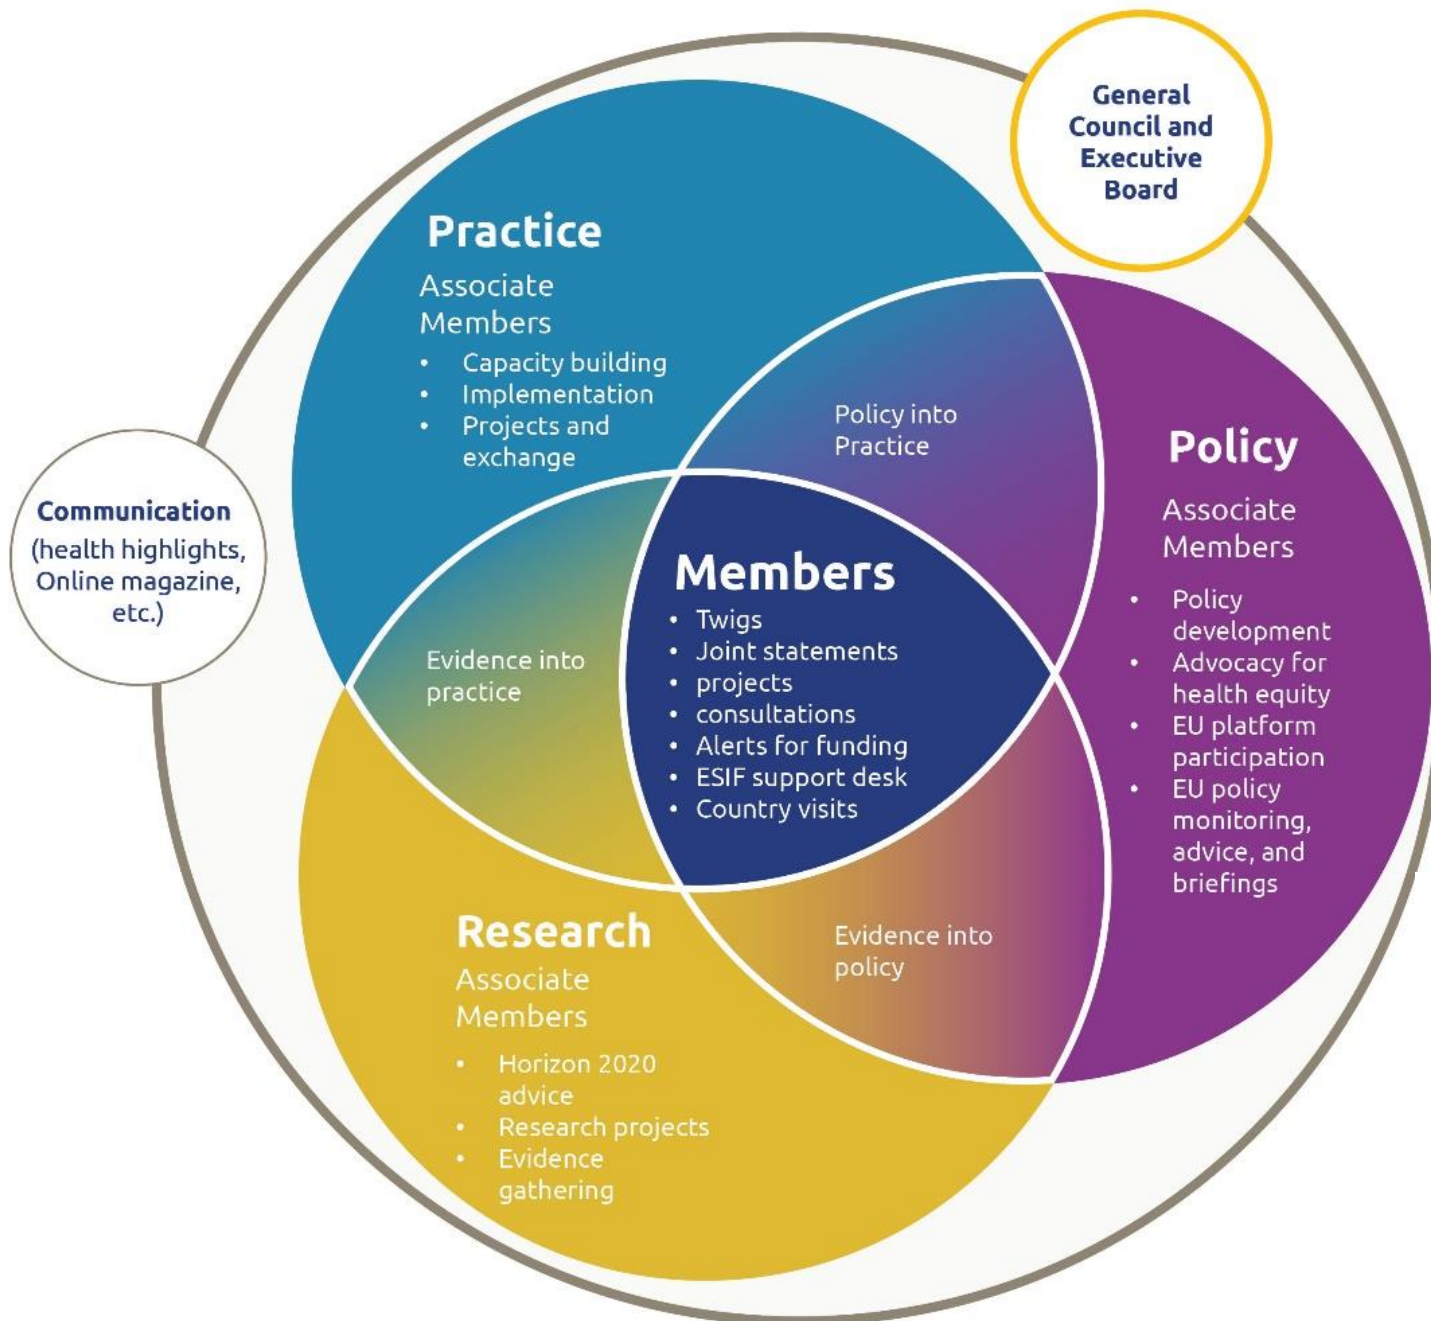 General
Council and
Executive
Board
Practice
Associate
Members
• Capacity building
• Implementation
• Projects and
exchange
Policy into
Practice
Policy
Associate
Members
• Policy
development
• Advocacy for
health equity
• EU platform
participation
• EU policy
monitoring,
advice, and
briefings
Communication
(health highlights,
Online magazine,
etc.)
Members
• Twigs
• Joint statements
• projects
• consultations
• Alerts for funding
• ESIF support desk
• Country visits
Evidence into
practice
Evidence into
policy
Research
Associate
Members
• Horizon 2020
advice
• Research projects
• Evidence
gathering